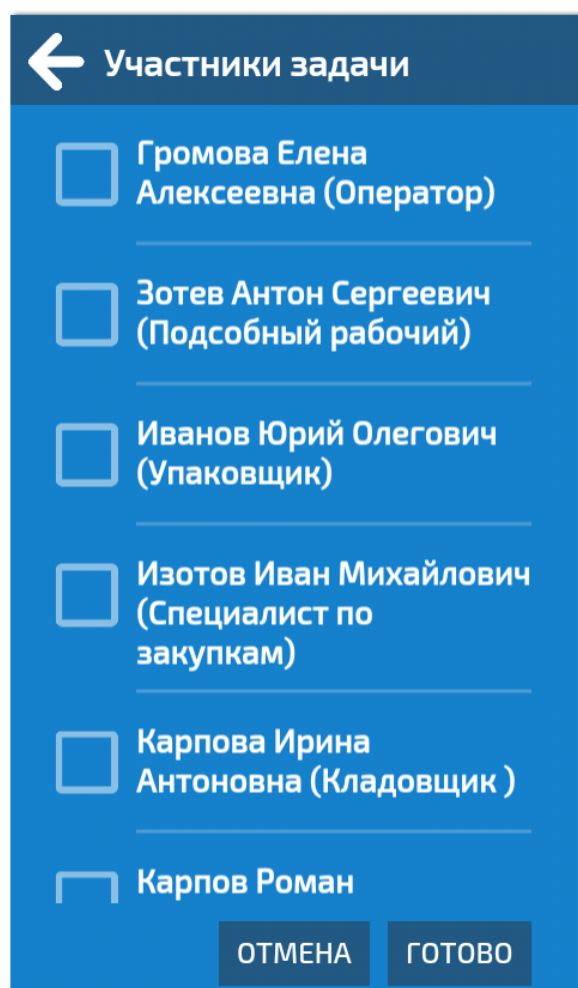 Участники задачи
Громова Елена
Алексеевна (Оператор)
Зотев Антон Сергеевич
(Подсобный рабочий)
Иванов Юрий Олегович
(Упаковщик)
Изотов Иван Михайлович
(Специалист по
закупкам)
Карпова Ирина
Антоновна (Кладовщик )
Карпов Роман
ОТМЕНА ГОТОВО